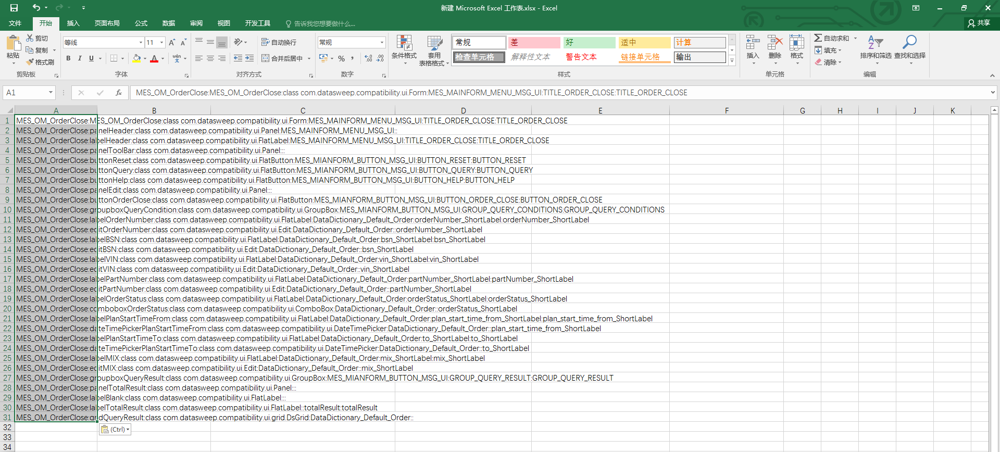 新建 Microsoft Excel 工作表.xlsx - Excel
文件 开始 插入 页面布局 公式 数据 审阅 视图 开发工具 告诉我您想要做什么... 共享
粘贴 剪切 复制 格式刷 剪贴板
等线 11 B I U wén 字体
自动换行 合并后居中 对齐方式
常规 % , 数字
条件格式 套用表格格式
常规 差 好 适中 计算
检查单元格 解释性文本 警告文本 链接单元格 输出
样式
插入 删除 格式 单元格
自动求和 填充 清除 排序和筛选 查找和选择 编辑
A1 fx MES_OM_OrderClose:MES_OM_OrderClose:class com.datasweep.compatibility.ui.Form:MES_MAINFORM_MENU_MSG_UI:TITLE_ORDER_CLOSE:TITLE_ORDER_CLOSE
A B C D E F G H I J K
1 MES_OM_OrderClose:MES_OM_OrderClose:class com.datasweep.compatibility.ui.Form:MES_MAINFORM_MENU_MSG_UI:TITLE_ORDER_CLOSE:TITLE_ORDER_CLOSE
2 MES_OM_OrderClose:panelHeader:class com.datasweep.compatibility.ui.Panel:MES_MAINFORM_MENU_MSG_UI::
3 MES_OM_OrderClose:labelHeader:class com.datasweep.compatibility.ui.FlatLabel:MES_MAINFORM_MENU_MSG_UI:TITLE_ORDER_CLOSE:TITLE_ORDER_CLOSE
4 MES_OM_OrderClose:panelToolBar:class com.datasweep.compatibility.ui.Panel:::
5 MES_OM_OrderClose:buttonReset:class com.datasweep.compatibility.ui.FlatButton:MES_MIANFORM_BUTTON_MSG_UI:BUTTON_RESET:BUTTON_RESET
6 MES_OM_OrderClose:buttonQuery:class com.datasweep.compatibility.ui.FlatButton:MES_MIANFORM_BUTTON_MSG_UI:BUTTON_QUERY:BUTTON_QUERY
7 MES_OM_OrderClose:buttonHelp:class com.datasweep.compatibility.ui.FlatButton:MES_MIANFORM_BUTTON_MSG_UI:BUTTON_HELP:BUTTON_HELP
8 MES_OM_OrderClose:panelEdit:class com.datasweep.compatibility.ui.Panel:::
9 MES_OM_OrderClose:buttonOrderClose:class com.datasweep.compatibility.ui.FlatButton:MES_MIANFORM_BUTTON_MSG_UI:BUTTON_ORDER_CLOSE:BUTTON_ORDER_CLOSE
10 MES_OM_OrderClose:groupboxQueryCondition:class com.datasweep.compatibility.ui.GroupBox:MES_MIANFORM_BUTTON_MSG_UI:GROUP_QUERY_CONDITIONS:GROUP_QUERY_CONDITIONS
11 MES_OM_OrderClose:labelOrderNumber:class com.datasweep.compatibility.ui.FlatLabel:DataDictionary_Default_Order:orderNumber_ShortLabel:orderNumber_ShortLabel
12 MES_OM_OrderClose:editOrderNumber:class com.datasweep.compatibility.ui.Edit:DataDictionary_Default_Order::orderNumber_ShortLabel
13 MES_OM_OrderClose:labelBSN:class com.datasweep.compatibility.ui.FlatLabel:DataDictionary_Default_Order:bsn_ShortLabel:bsn_ShortLabel
14 MES_OM_OrderClose:editBSN:class com.datasweep.compatibility.ui.Edit:DataDictionary_Default_Order::bsn_ShortLabel
15 MES_OM_OrderClose:labelVIN:class com.datasweep.compatibility.ui.FlatLabel:DataDictionary_Default_Order:vin_ShortLabel:vin_ShortLabel
16 MES_OM_OrderClose:editVIN:class com.datasweep.compatibility.ui.Edit:DataDictionary_Default_Order::vin_ShortLabel
17 MES_OM_OrderClose:labelPartNumber:class com.datasweep.compatibility.ui.FlatLabel:DataDictionary_Default_Order:partNumber_ShortLabel:partNumber_ShortLabel
18 MES_OM_OrderClose:editPartNumber:class com.datasweep.compatibility.ui.Edit:DataDictionary_Default_Order::partNumber_ShortLabel
19 MES_OM_OrderClose:labelOrderStatus:class com.datasweep.compatibility.ui.FlatLabel:DataDictionary_Default_Order:orderStatus_ShortLabel:orderStatus_ShortLabel
20 MES_OM_OrderClose:comboboxOrderStatus:class com.datasweep.compatibility.ui.ComboBox:DataDictionary_Default_Order::orderStatus_ShortLabel
21 MES_OM_OrderClose:labelPlanStartTimeFrom:class com.datasweep.compatibility.ui.FlatLabel:DataDictionary_Default_Order:plan_start_time_from_ShortLabel:plan_start_time_from_ShortLabel
22 MES_OM_OrderClose:dateTimePickerPlanStartTimeFrom:class com.datasweep.compatibility.ui.DateTimePicker:DataDictionary_Default_Order::plan_start_time_from_ShortLabel
23 MES_OM_OrderClose:labelPlanStartTimeTo:class com.datasweep.compatibility.ui.FlatLabel:DataDictionary_Default_Order:to_ShortLabel:to_ShortLabel
24 MES_OM_OrderClose:dateTimePickerPlanStartTimeTo:class com.datasweep.compatibility.ui.DateTimePicker:DataDictionary_Default_Order::to_ShortLabel
25 MES_OM_OrderClose:labelMIX:class com.datasweep.compatibility.ui.FlatLabel:DataDictionary_Default_Order:mix_ShortLabel:mix_ShortLabel
26 MES_OM_OrderClose:editMIX:class com.datasweep.compatibility.ui.Edit:DataDictionary_Default_Order::mix_ShortLabel
27 MES_OM_OrderClose:groupboxQueryResult:class com.datasweep.compatibility.ui.GroupBox:MES_MIANFORM_BUTTON_MSG_UI:GROUP_QUERY_RESULT:GROUP_QUERY_RESULT
28 MES_OM_OrderClose:panelTotalResult:class com.datasweep.compatibility.ui.Panel:::
29 MES_OM_OrderClose:labelBlank:class com.datasweep.compatibility.ui.FlatLabel:::
30 MES_OM_OrderClose:labelTotalResult:class com.datasweep.compatibility.ui.FlatLabel::totalResult:totalResult
31 MES_OM_OrderClose:gridQueryResult:class com.datasweep.compatibility.ui.grid.DsGrid:DataDictionary_Default_Order::
32 (Ctrl)
33
34